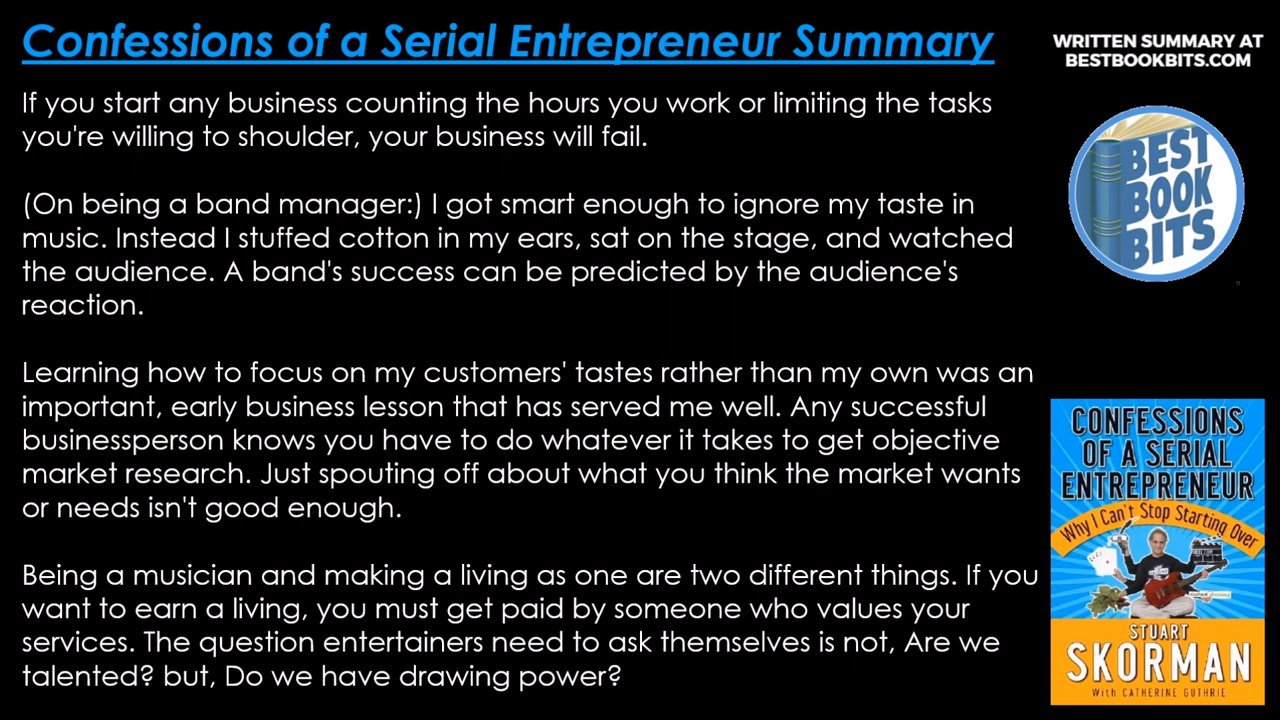 Confessions of a Serial Entrepreneur Summary
WRITTEN SUMMARY AT
BESTBOOKBITS.COM
If you start any business counting the hours you work or limiting the tasks
you're willing to shoulder, your business will fail.
(On being a band manager:) I got smart enough to ignore my taste in
music. Instead I stuffed cotton in my ears, sat on the stage, and watched
the audience. A band's success can be predicted by the audience's
reaction.
Learning how to focus on my customers' tastes rather than my own was an
important, early business lesson that has served me well. Any successful
businessperson knows you have to do whatever it takes to get objective
market research. Just spouting off about what you think the market wants
or needs isn't good enough.
Being a musician and making a living as one are two different things. If you
want to earn a living, you must get paid by someone who values your
services. The question entertainers need to ask themselves is not, Are we
talented? but, Do we have drawing power?
BEST
BOOK
BITS
CONFESSIONS
OF A SERIAL
ENTREPRENEUR
Why I Can't Stop Starting Over
STUART
SKORMAN
With CATHERINE GUTHRIE